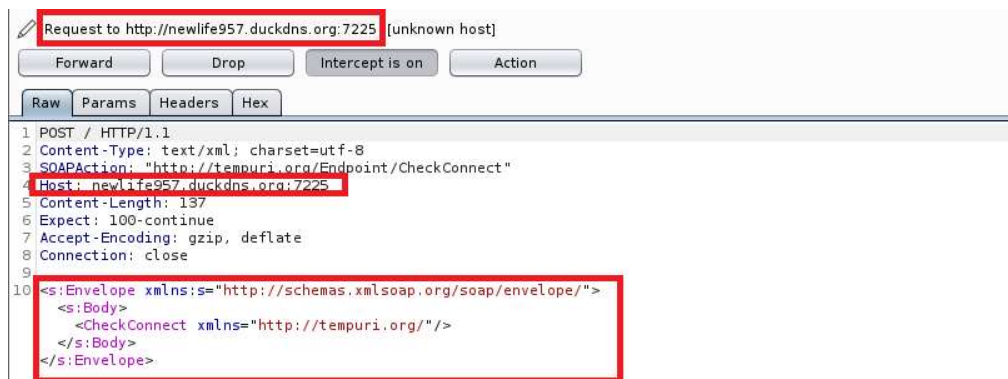 Request to http://newlife957.duckdns.org:7225 [unknown host]
Forward Drop Intercept is on Action
Raw Params Headers Hex
1 POST / HTTP/1.1
2 Content-Type: text/xml; charset=utf-8
3 SOAPAction: "http://tempuri.org/Endpoint/CheckConnect"
4 Host: newlife957.duckdns.org:7225
5 Content-Length: 137
6 Expect: 100-continue
7 Accept-Encoding: gzip, deflate
8 Connection: close
9
10 <s:Envelope xmlns:s="http://schemas.xmlsoap.org/soap/envelope/">
<s:Body>
<CheckConnect xmlns="http://tempuri.org/"/>
</s:Body>
</s:Envelope>